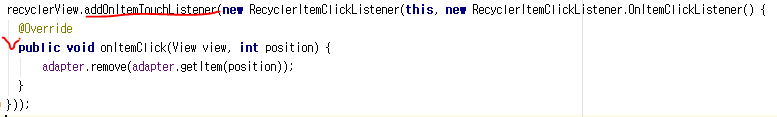 recyclerView.addOnItemTouchListener(new RecyclerItemClickListener(this, new RecyclerItemClickListener.OnItemClickListener() {
@Override
public void onItemClick(View view, int position) {
adapter.remove(adapter.getItem(position));
}
}));